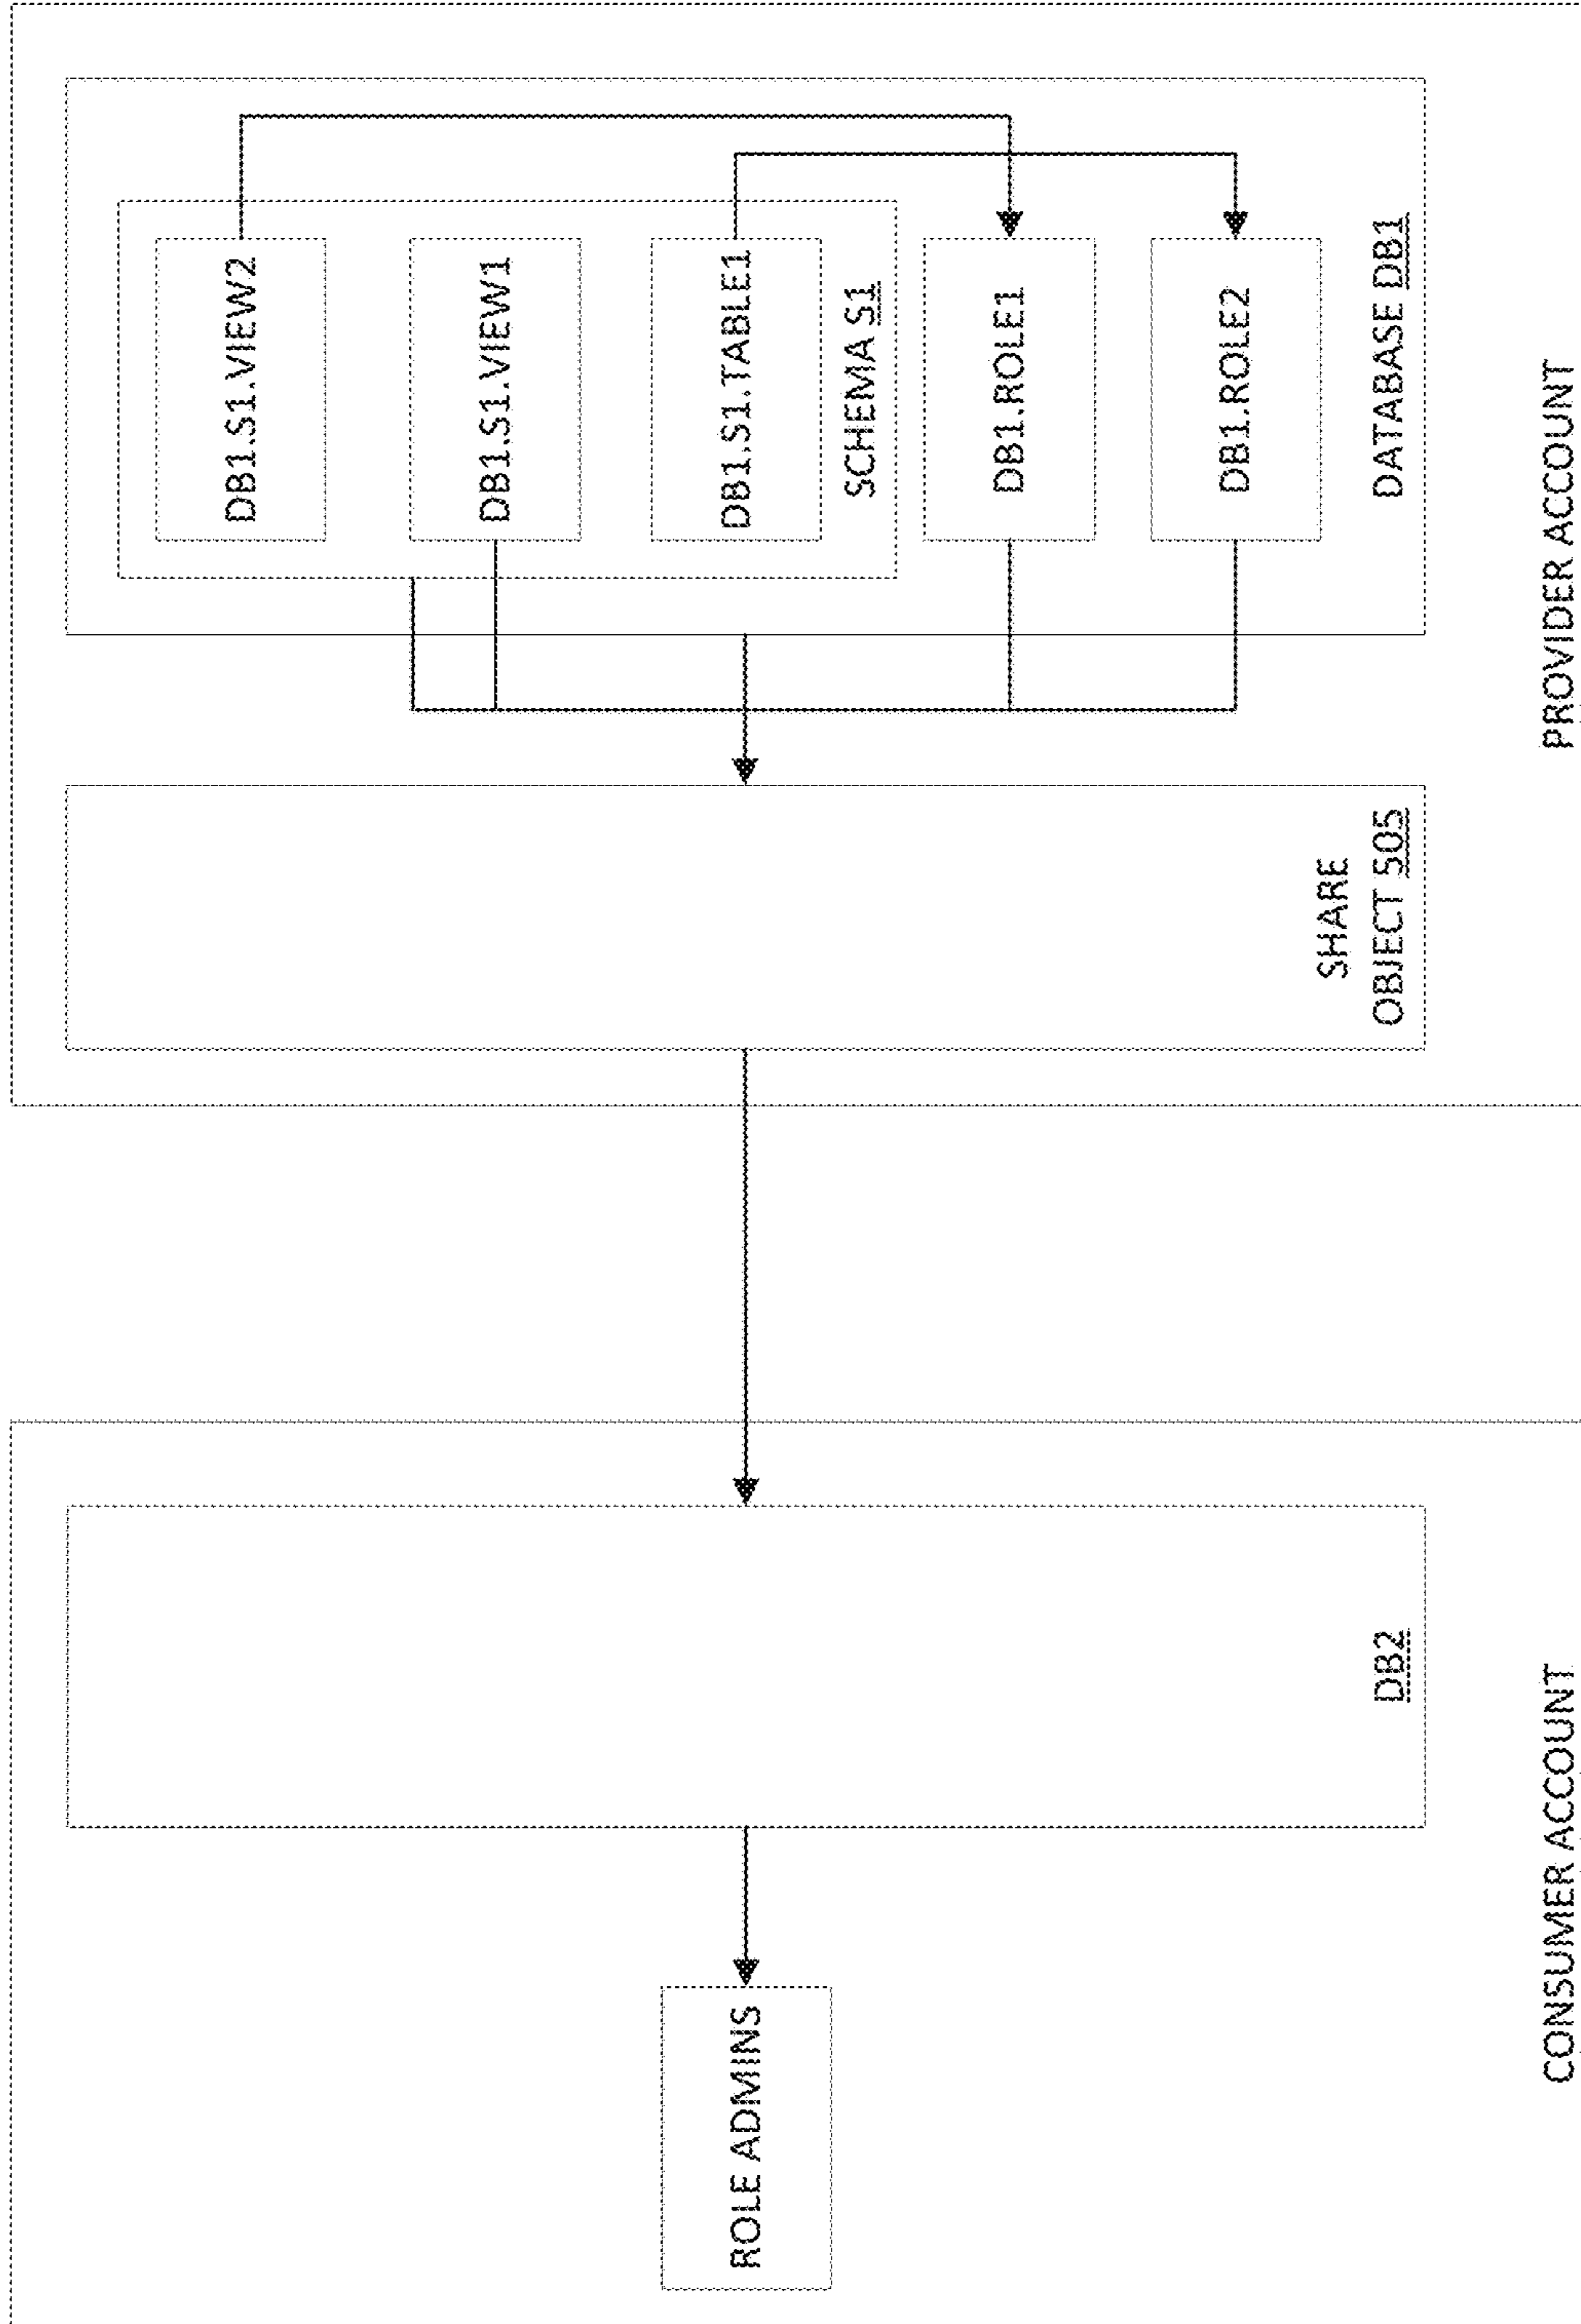 ROLE ADMINS
DB2
CONSUMER ACCOUNT
SHARE
OBJECT 505
DB1.S1.VIEW2
DB1.S1.VIEW1
DB1.S1.TABLE1
SCHEMA S1
DB1.ROLE1
DB1.ROLE2
DATABASE DB1
PROVIDER ACCOUNT